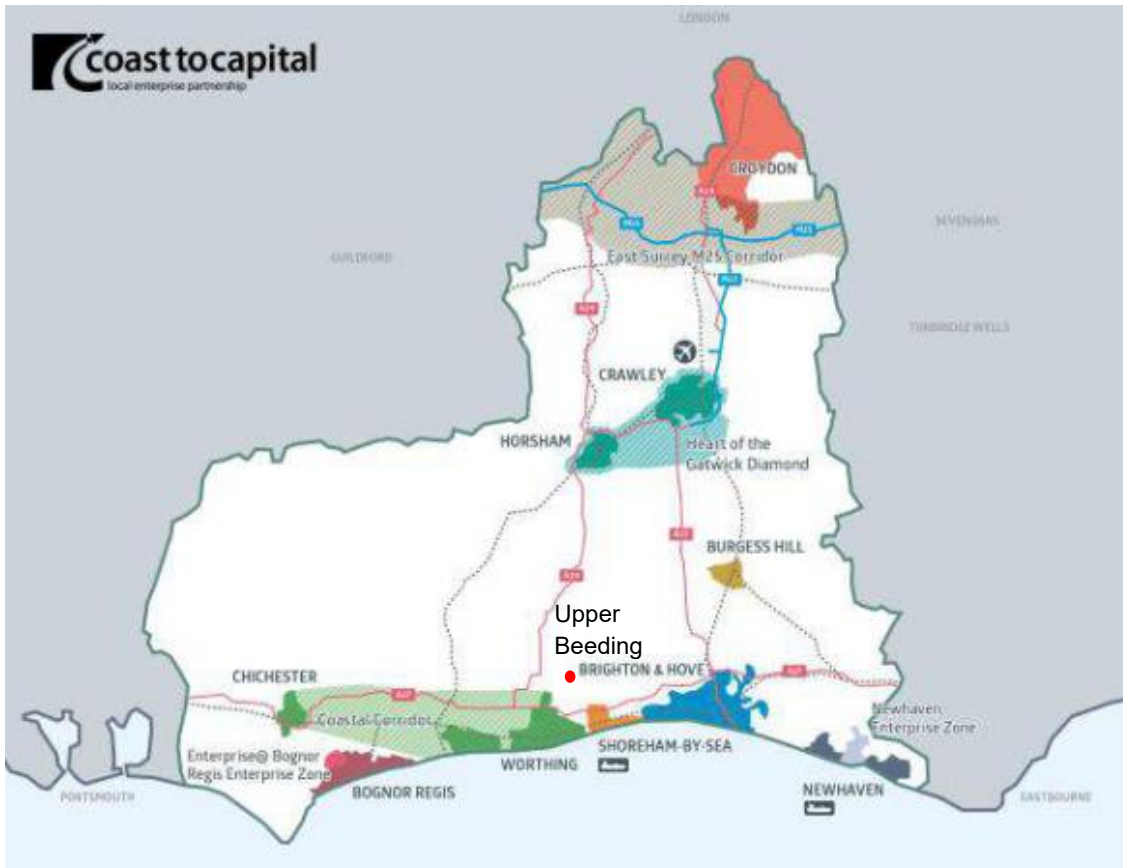 LONDON
coast to capital
local enterprise partnership
CROYDON
A23
SEVENOAKS
M25
M25
GUILDFORD
East Surrey M25 Corridor
M23
A24
TUNBRIDGE WELLS
CRAWLEY
HORSHAM
Heart of the
Gatwick Diamond
A23
BURGESS HILL
A24
Upper
Beeding
BRIGHTON & HOVE
A27
CHICHESTER
A27
Coastal Corridor
Newhaven
Enterprise Zone
Enterprise@ Bognor
Regis Enterprise Zone
SHOREHAM-BY-SEA
WORTHING
PORTSMOUTH
BOGNOR REGIS
NEWHAVEN
EASTBOURNE